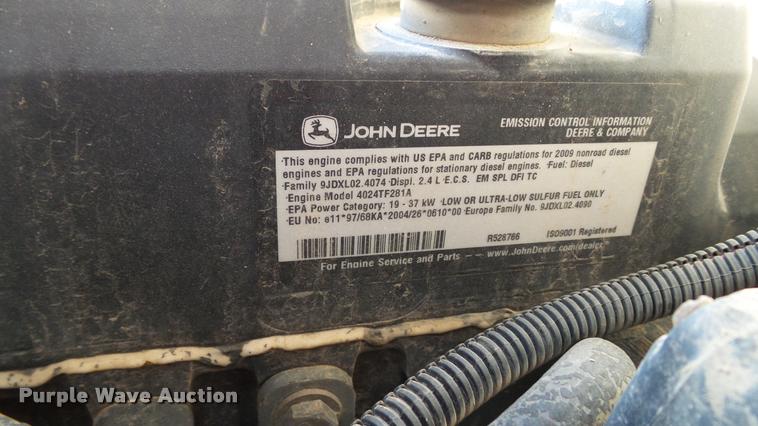 JOHN DEERE
EMISSION CONTROL INFORMATION
DEERE & COMPANY
This engine complies with US EPA and CARB regulations for 2009 nonroad diesel
engines and EPA regulations for stationary diesel engines. Fuel: Diesel
Family 9JDXL02.4074 Displ. 2.4 L E.C.S. EM SPL DFI TC
Engine Model 4024TF281A
EPA Power Category: 19 - 37 kW LOW OR ULTRA-LOW SULFUR FUEL ONLY
EU No: e11*97/68KA*2004/26*0610*00 Europe Family No. 9JDXL02.4090
R528766 ISO9001 Registered
For Engine Service and Parts -- www.JohnDeere.com/dealer
Purple Wave Auction